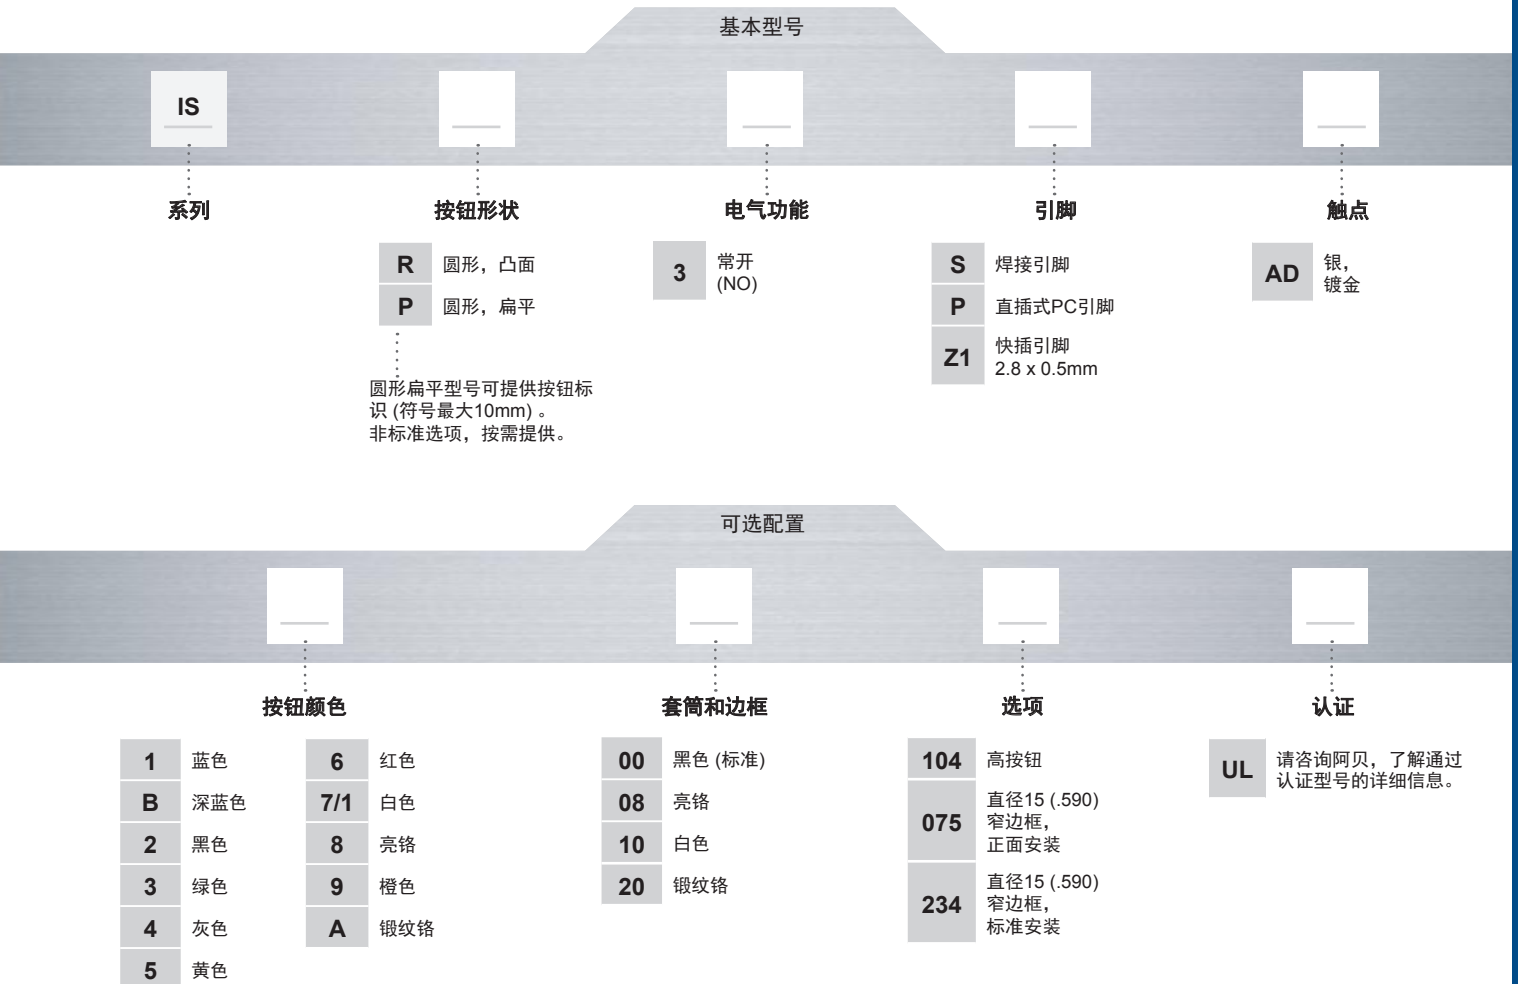 基本型号
IS
系列
按钮形状
电气功能
引脚
触点
R 圆形，凸面
P 圆形，扁平
圆形扁平型号可提供按钮标
识 (符号最大10mm) 。
非标准选项，按需提供。
3 常开
(NO)
S 焊接引脚
P 直插式PC引脚
Z1 快插引脚
2.8 x 0.5mm
AD 银，
镀金
可选配置
按钮颜色
套筒和边框
选项
认证
1 蓝色
B 深蓝色
2 黑色
3 绿色
4 灰色
5 黄色
6 红色
7/1 白色
8 亮铬
9 橙色
A 锻纹铬
00 黑色 (标准)
08 亮铬
10 白色
20 锻纹铬
104 高按钮
075 直径15 (.590)
窄边框，
正面安装
234 直径15 (.590)
窄边框，
标准安装
UL 请咨询阿贝，了解通过
认证型号的详细信息。